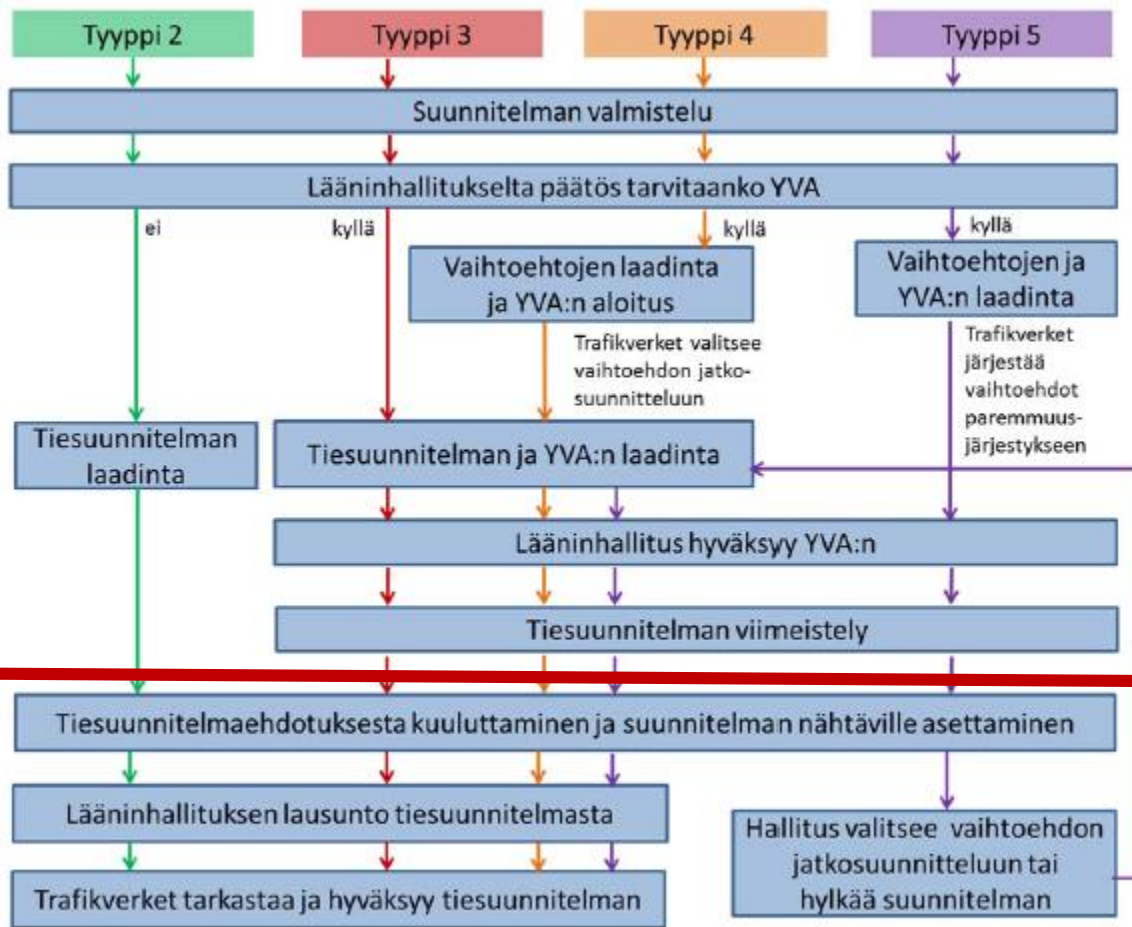 Tyyppi 2
Tyyppi 3
Tyyppi 4
Tyyppi 5
Suunnitelman valmistelu
Lääninhallitukselta päätös tarvitaanko YVA
ei
kyllä
kyllä
kyllä
Vaihtoehtojen laadinta
ja YVA:n aloitus
Vaihtoehtojen ja
YVA:n laadinta
Trafikverket valitsee
vaihtoehdon jatko-
suunnitteluun
Trafikverket
järjestää
vaihtoehdot
paremmuus-
järjestykseen
Tiesuunnitelman
laadinta
Tiesuunnitelman ja YVA:n laadinta
Lääninhallitus hyväksyy YVA:n
Tiesuunnitelman viimeistely
Tiesuunnitelmaehdotuksesta kuuluttaminen ja suunnitelman nähtäville asettaminen
Lääninhallituksen lausunto tiesuunnitelmasta
Hallitus valitsee vaihtoehdon
jatkosuunnitteluun tai
hylkää suunnitelman
Trafikverket tarkastaa ja hyväksyy tiesuunnitelman